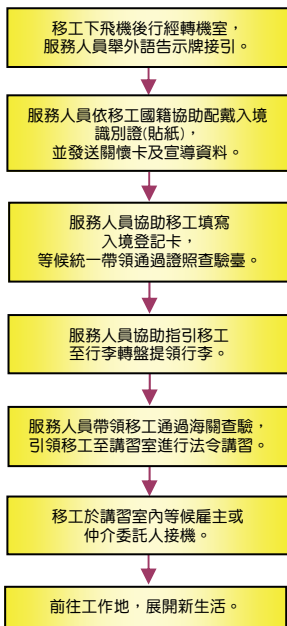 移工下飛機後行經轉機室，
服務人員舉外語告示牌接引。
服務人員依移工國籍協助配戴入境
識別證(貼紙)，
並發送關懷卡及宣導資料。
服務人員協助移工填寫
入境登記卡，
等候統一帶領通過證照查驗臺。
服務人員協助指引移工
至行李轉盤提領行李。
服務人員帶領移工通過海關查驗，
引領移工至講習室進行法令講習。
移工於講習室內等候雇主或
仲介委託人接機。
前往工作地，展開新生活。